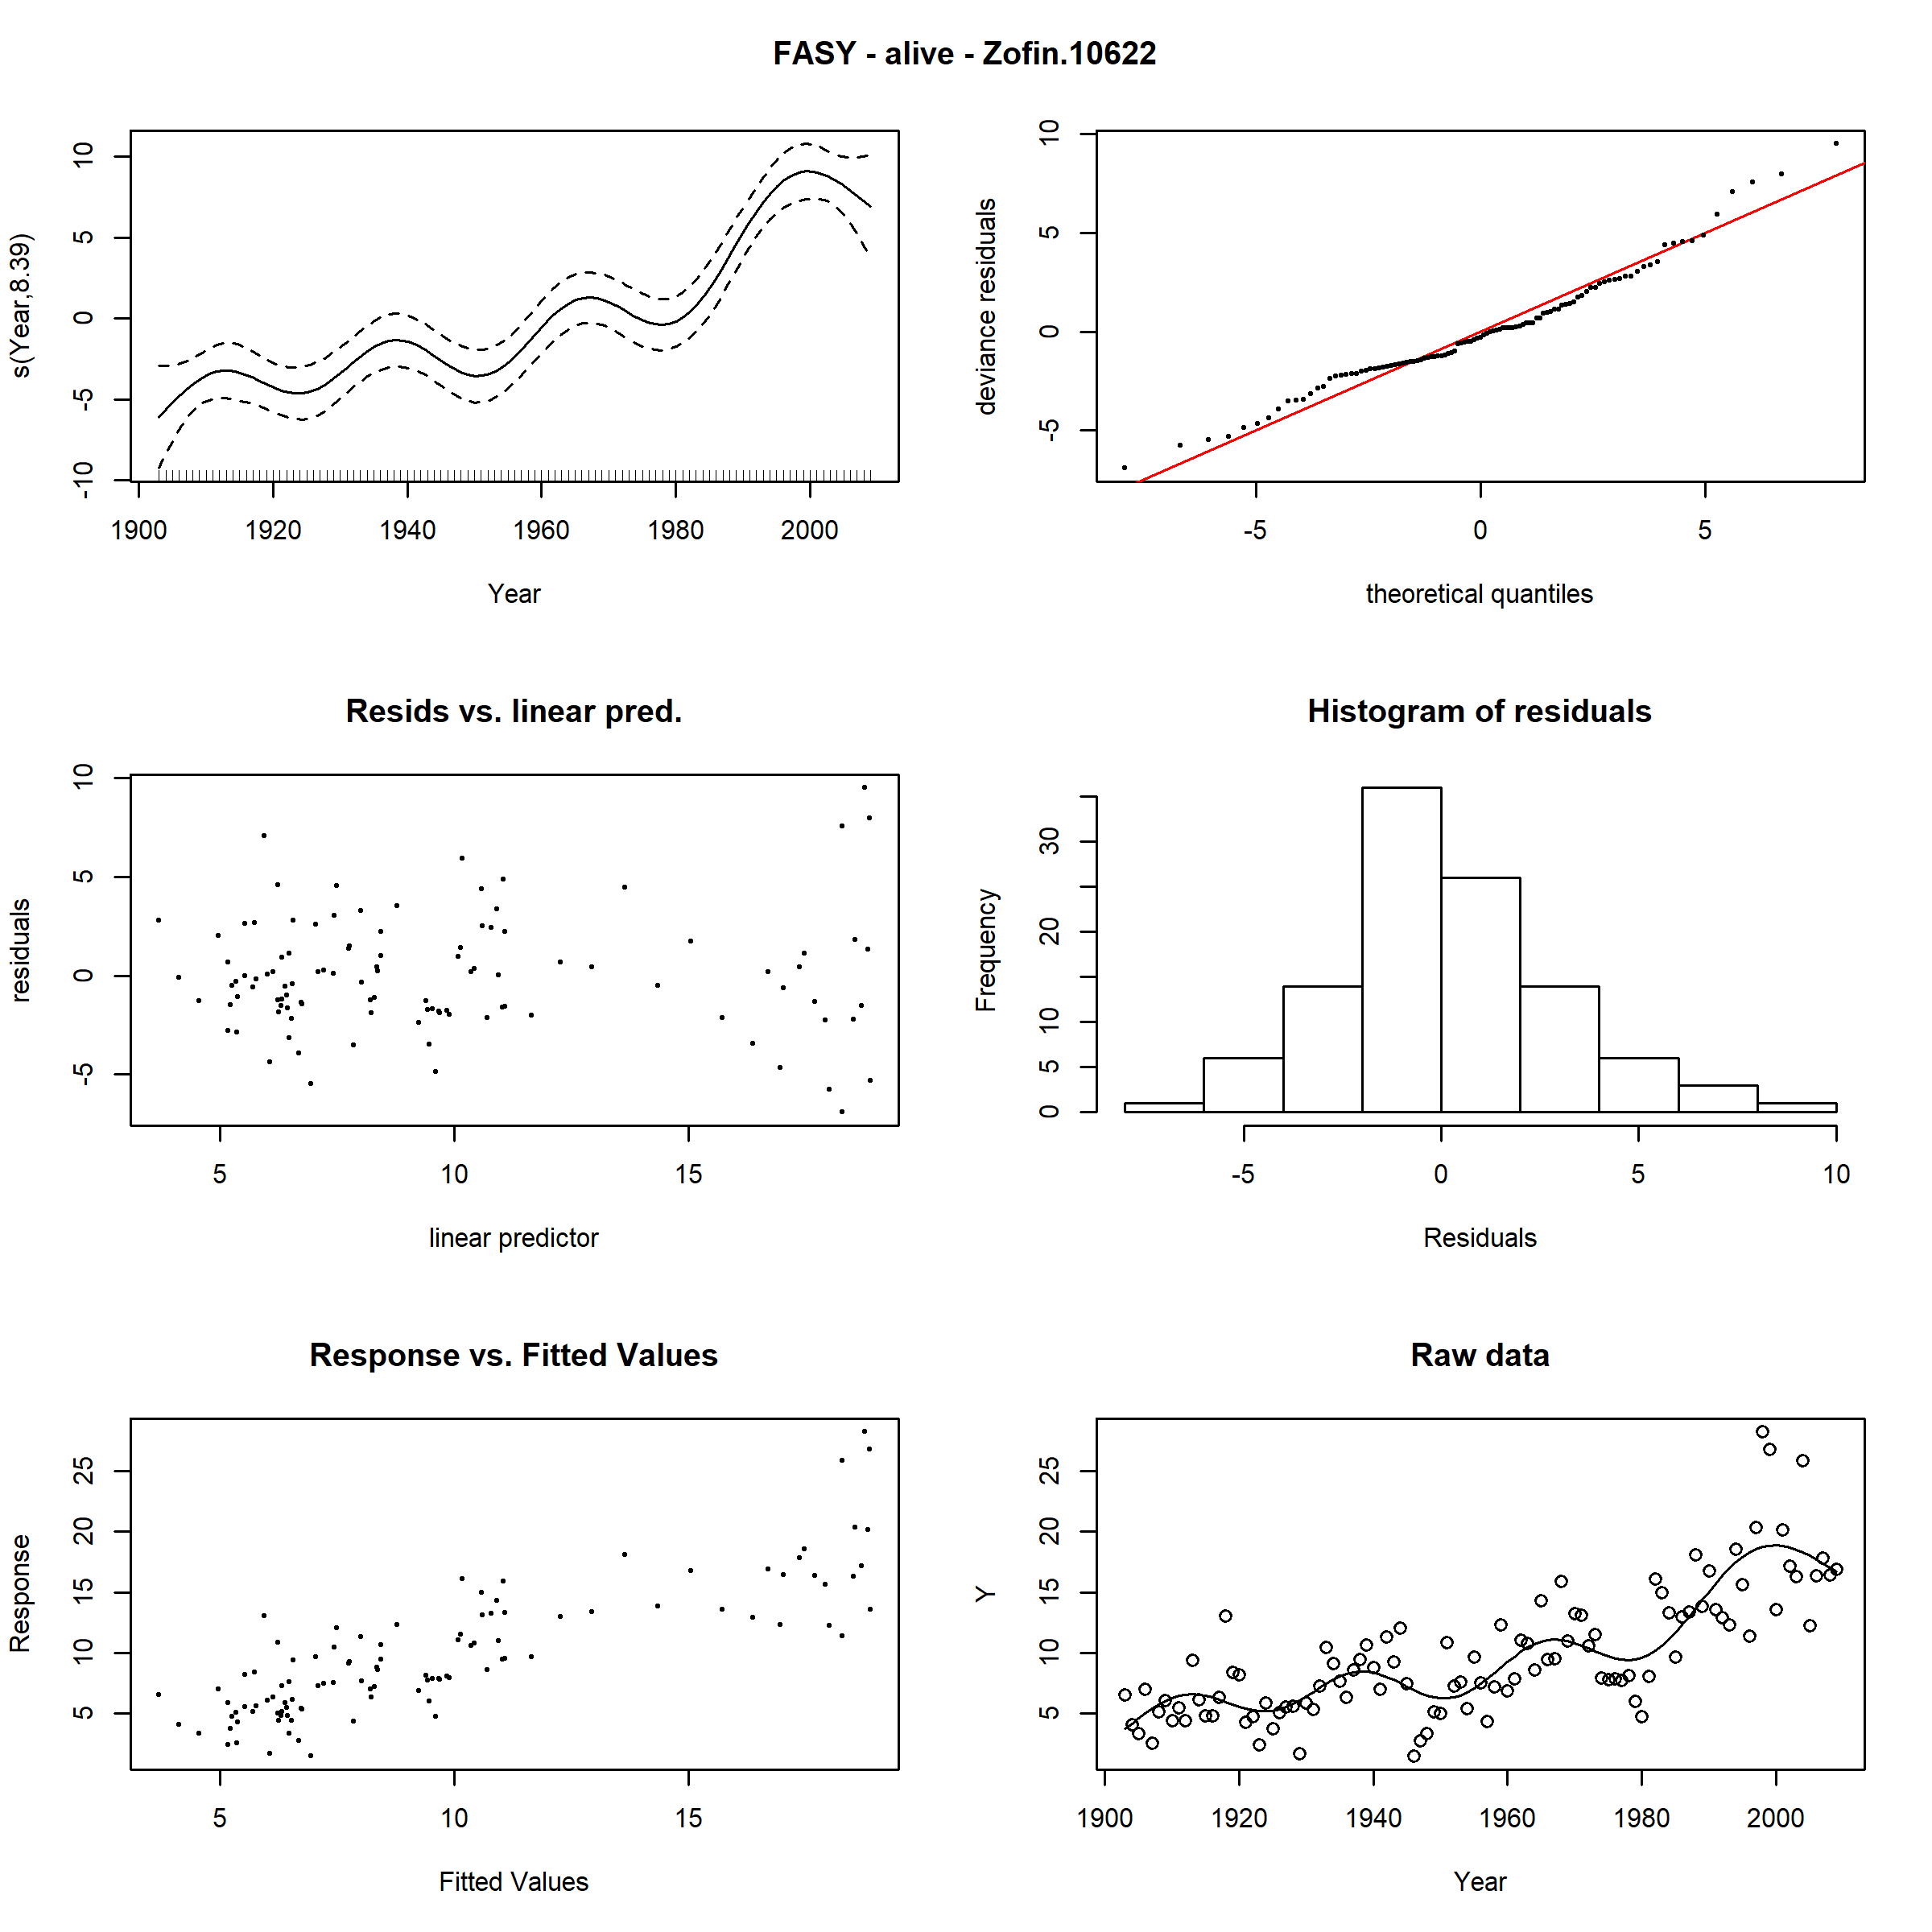 FASY - alive - Zofin.10622
s(Year,8.39)
-10 -5 0 5 10
1900 1920 1940 1960 1980 2000
Year
deviance residuals
-5 0 5 10
-5 0 5
theoretical quantiles
Resids vs. linear pred.
residuals
-5 0 5 10
5 10 15
linear predictor
Histogram of residuals
Frequency
0 5 10 20 30
-5 0 5 10
Residuals
Response vs. Fitted Values
Response
5 10 15 20 25
5 10 15
Fitted Values
Raw data
Y
5 10 15 20 25
1900 1920 1940 1960 1980 2000
Year